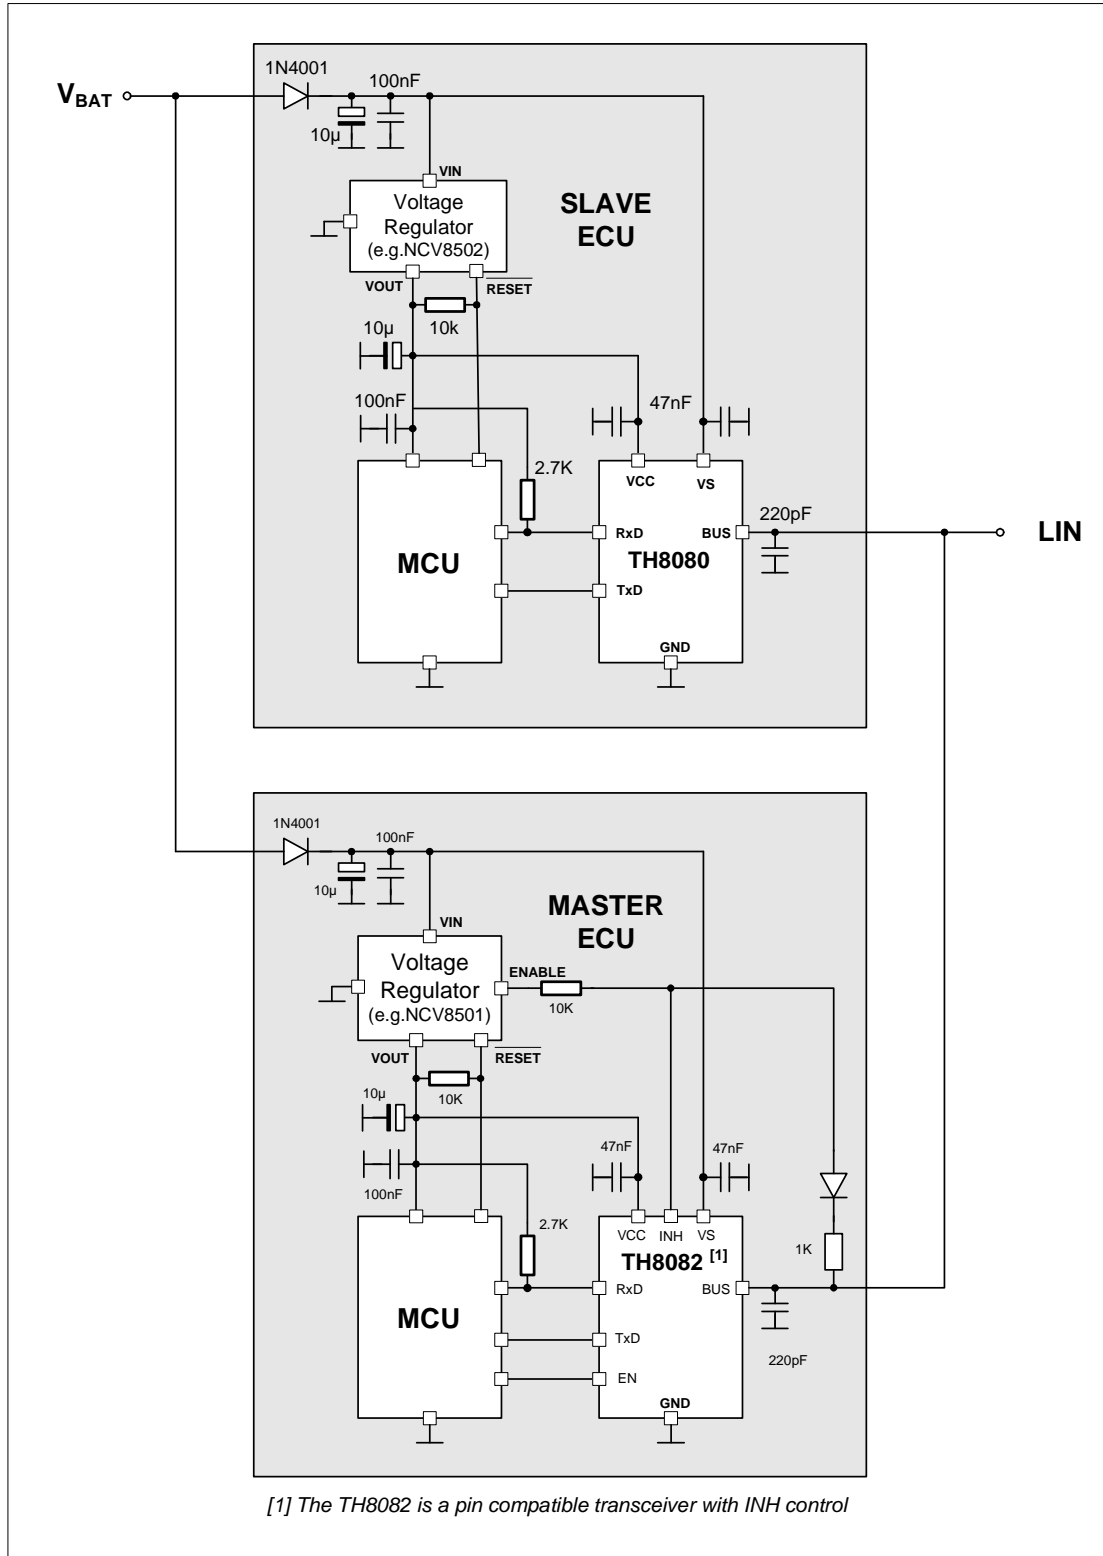 1N4001
100nF
VBAT
10µ
VIN
Voltage
Regulator
(e.g.NCV8502)
SLAVE
ECU
VOUT
RESET
10k
10µ
100nF
47nF
2.7K
VCC
VS
220pF
RxD
BUS
LIN
MCU
TH8080
TxD
GND
1N4001
100nF
10µ
MASTER
ECU
VIN
Voltage
Regulator
(e.g.NCV8501)
ENABLE
10K
VOUT
RESET
10µ
10K
47nF
47nF
100nF
2.7K
VCC
INH
VS
1K
TH8082 [1]
RxD
BUS
MCU
TxD
220pF
EN
GND
[1] The TH8082 is a pin compatible transceiver with INH control